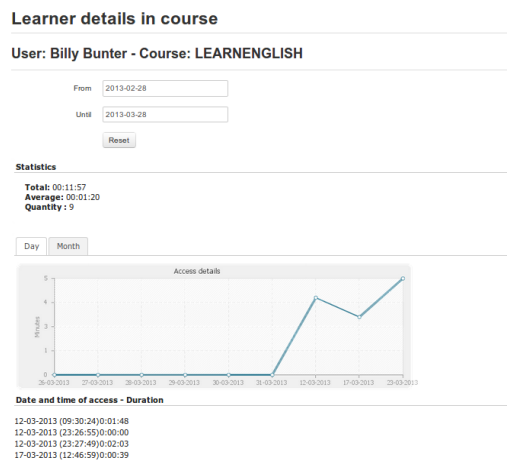 Learner details in course
User: Billy Bunter - Course: LEARNENGLISH
From 2013-02-28
Until 2013-03-28
Reset
Statistics
Total: 00:11:57
Average: 00:01:20
Quantity : 9
Day Month
Access details
Minutes
5
4
3
1
0
26-03-2013 27-03-2013 28-03-2013 29-03-2013 30-03-2013 31-03-2013 12-03-2013 17-03-2013 23-03-2013
Date and time of access - Duration
12-03-2013 (09:30:24)0:01:48
12-03-2013 (23:26:55)0:00:00
12-03-2013 (23:27:49)0:02:03
17-03-2013 (12:46:59)0:00:39